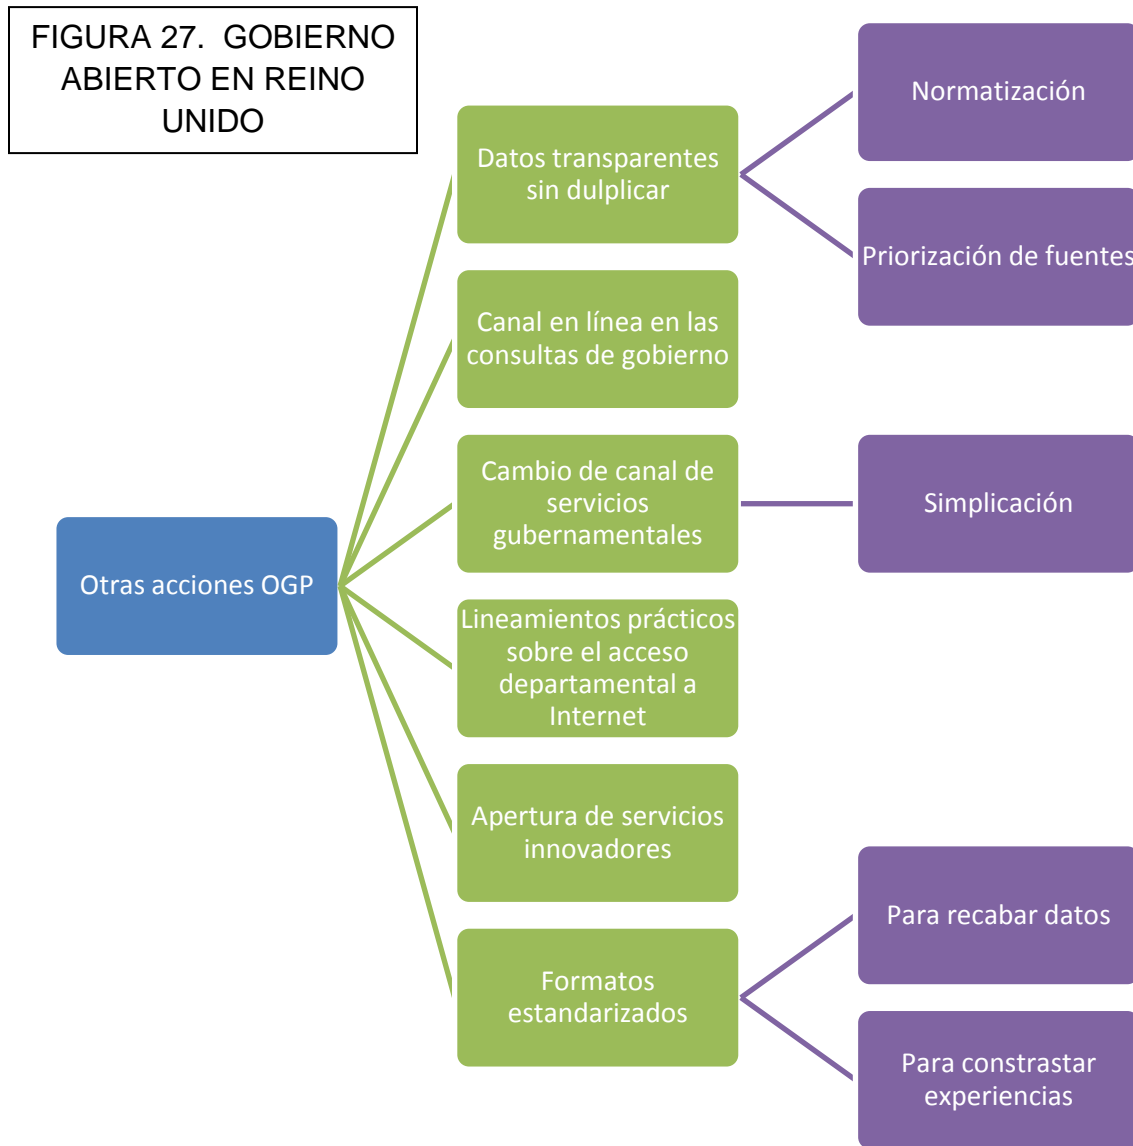 FIGURA 27. GOBIERNO
ABIERTO EN REINO
UNIDO
Otras acciones OGP
Datos transparentes
sin dulplicar
Normatización
Priorización de fuentes
Canal en línea en las
consultas de gobierno
Cambio de canal de
servicios
gubernamentales
Simplicación
Lineamientos prácticos
sobre el acceso
departamental a
Internet
Apertura de servicios
innovadores
Formatos
estandarizados
Para recabar datos
Para constrastar
experiencias